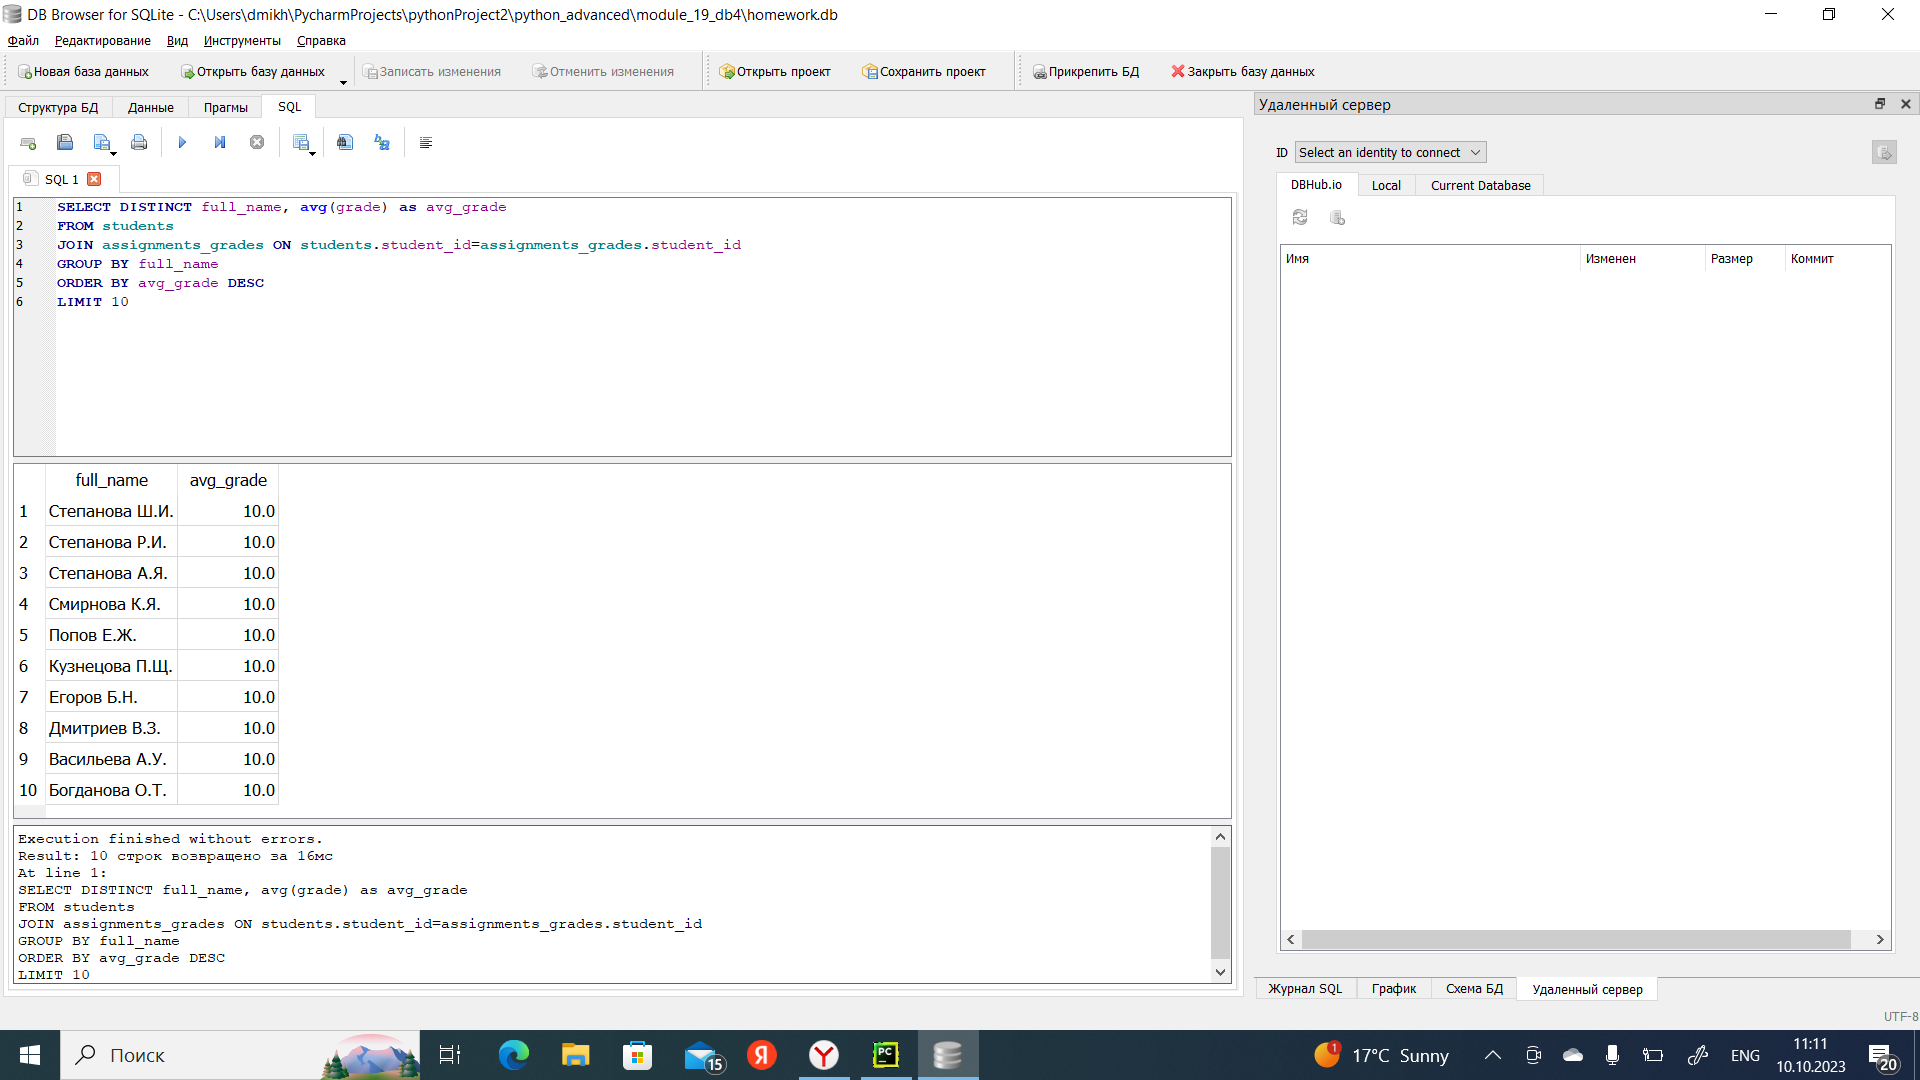 DB Browser for SQLite - C:\Users\dmikh\PycharmProjects\pythonProject2\python_advanced\module_19_db4\homework.db
Файл Редактирование Вид Инструменты Справка
Новая база данных Открыть базу данных Записать изменения Отменить изменения Открыть проект Сохранить проект Прикрепить БД Закрыть базу данных
Структура БД Данные Прагмы SQL
SQL 1
1 SELECT DISTINCT full_name, avg(grade) as avg_grade
2 FROM students
3 JOIN assignments_grades ON students.student_id=assignments_grades.student_id
4 GROUP BY full_name
5 ORDER BY avg_grade DESC
6 LIMIT 10
full_name avg_grade
1 Степанова Ш.И. 10.0
2 Степанова Р.И. 10.0
3 Степанова А.Я. 10.0
4 Смирнова К.Я. 10.0
5 Попов Е.Ж. 10.0
6 Кузнецова П.Щ. 10.0
7 Егоров Б.Н. 10.0
8 Дмитриев В.З. 10.0
9 Васильева А.У. 10.0
10 Богданова О.Т. 10.0
Execution finished without errors.
Result: 10 строк возвращено за 16мс
At line 1:
SELECT DISTINCT full_name, avg(grade) as avg_grade
FROM students
JOIN assignments_grades ON students.student_id=assignments_grades.student_id
GROUP BY full_name
ORDER BY avg_grade DESC
LIMIT 10
Удаленный сервер
ID Select an identity to connect
DBHub.io Local Current Database
Имя Изменен Размер Коммит
Журнал SQL График Схема БД Удаленный сервер
UTF-8
Поиск
15
Я
Y
PC
1
17°C Sunny
ENG
11:11
10.10.2023
20